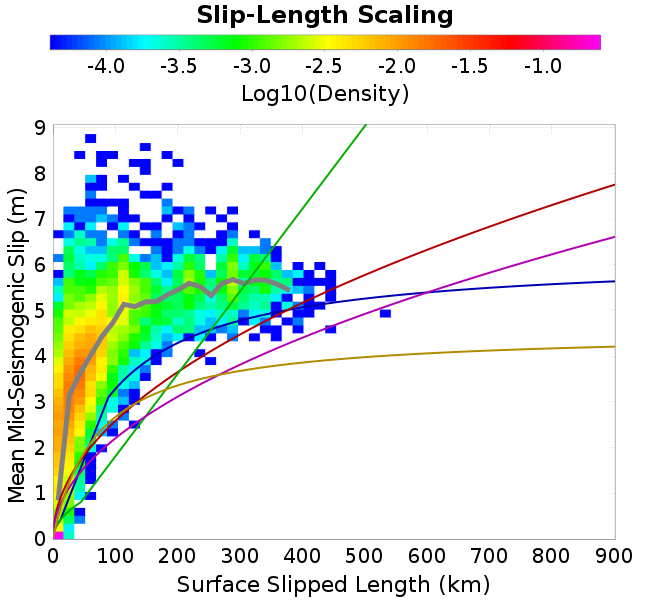 Slip-Length Scaling
-4.0 -3.5 -3.0 -2.5 -2.0 -1.5 -1.0
Log10(Density)
Mean Mid-Seismogenic Slip (m)
9
8
7
6
5
4
3
2
1
0
0 100 200 300 400 500 600 700 800 900
Surface Slipped Length (km)